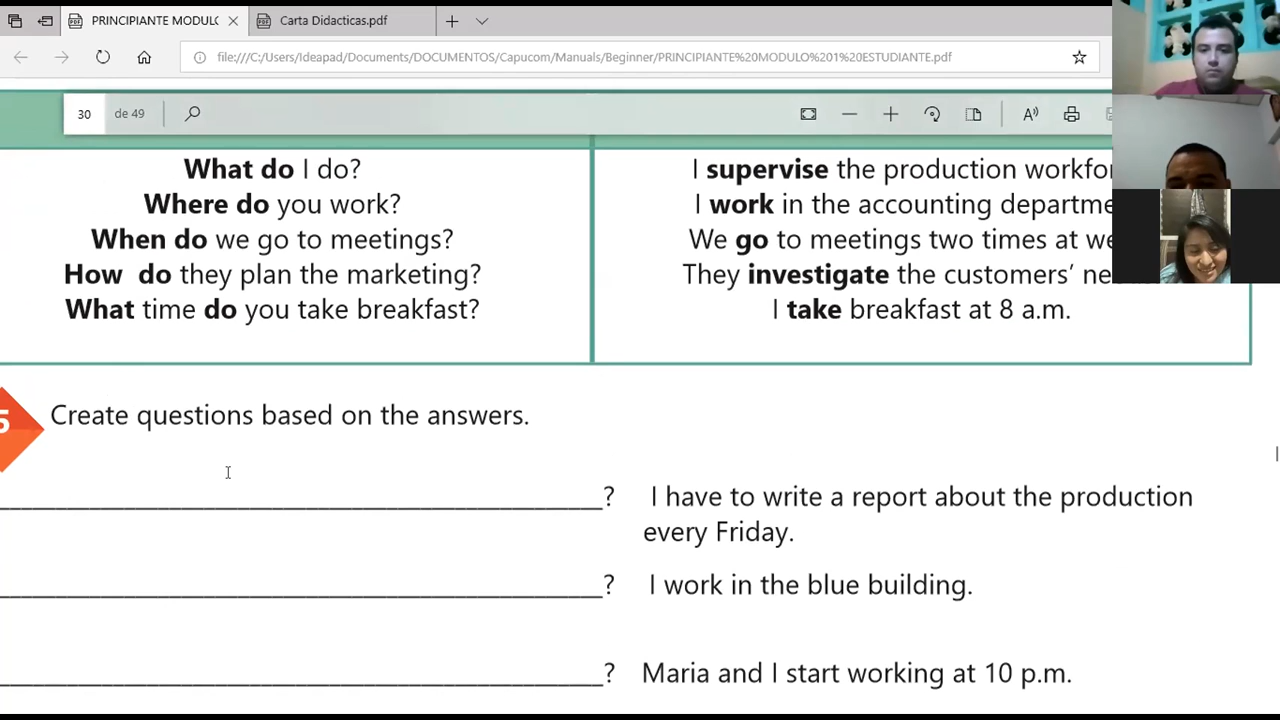 PRINCIPIANTE MODULO
Carta Didacticas.pdf
file:///C:/Users/Ideapad/Documents/DOCUMENTOS/Capucom/Manuals/Beginner/PRINCIPIANTE%20MODULO%201%20ESTUDIANTE.pdf
30 de 49
What do I do?
Where do you work?
When do we go to meetings?
How do they plan the marketing?
What time do you take breakfast?
I supervise the production workfor
I work in the accounting departme
We go to meetings two times at we
They investigate the customers' ne
I take breakfast at 8 a.m.
5 Create questions based on the answers.
? I have to write a report about the production
every Friday.
? I work in the blue building.
? Maria and I start working at 10 p.m.